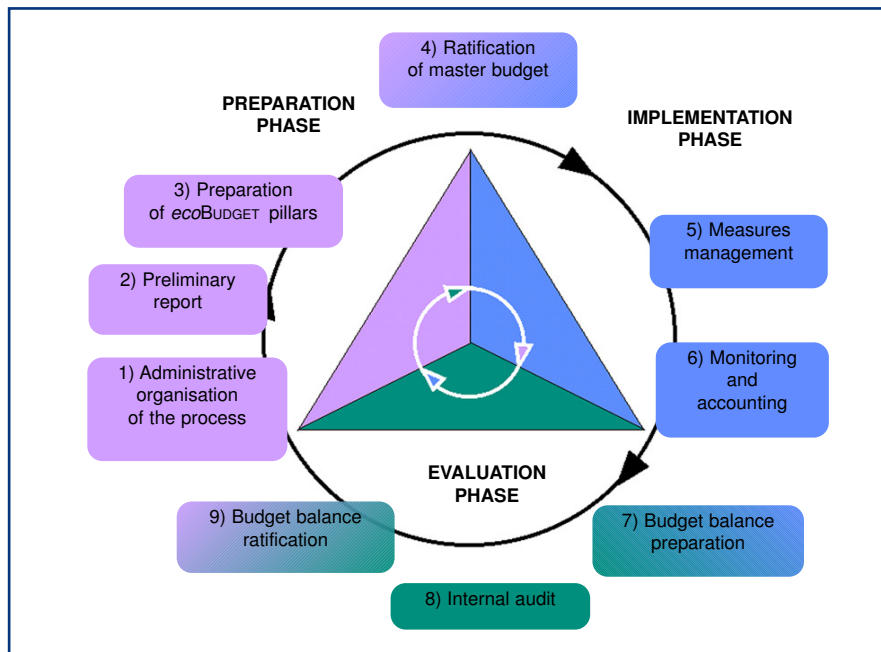 4) Ratification
of master budget
PREPARATION
PHASE
IMPLEMENTATION
PHASE
3) Preparation
of ecoBUDGET pillars
5) Measures
management
2) Preliminary
report
1) Administrative
organisation
of the process
6) Monitoring
and
accounting
EVALUATION
PHASE
9) Budget balance
ratification
7) Budget balance
preparation
8) Internal audit